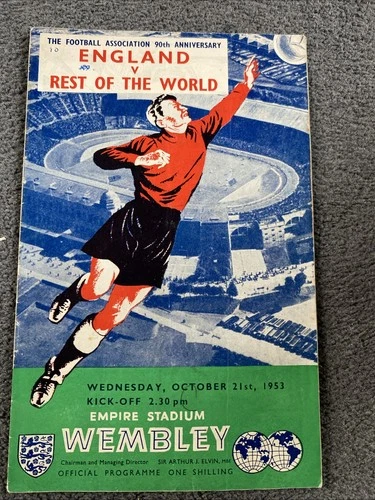 THE FOOTBALL ASSOCIATION 90th ANNIVERSARY
ENGLAND
V
REST OF THE WORLD
WEDNESDAY, OCTOBER 21st, 1953
KICK-OFF 2.30 pm
EMPIRE STADIUM
WEMBLEY
Chairman and Managing Director SIR ARTHUR J. ELVIN, MBE
OFFICIAL PROGRAMME ONE SHILLING